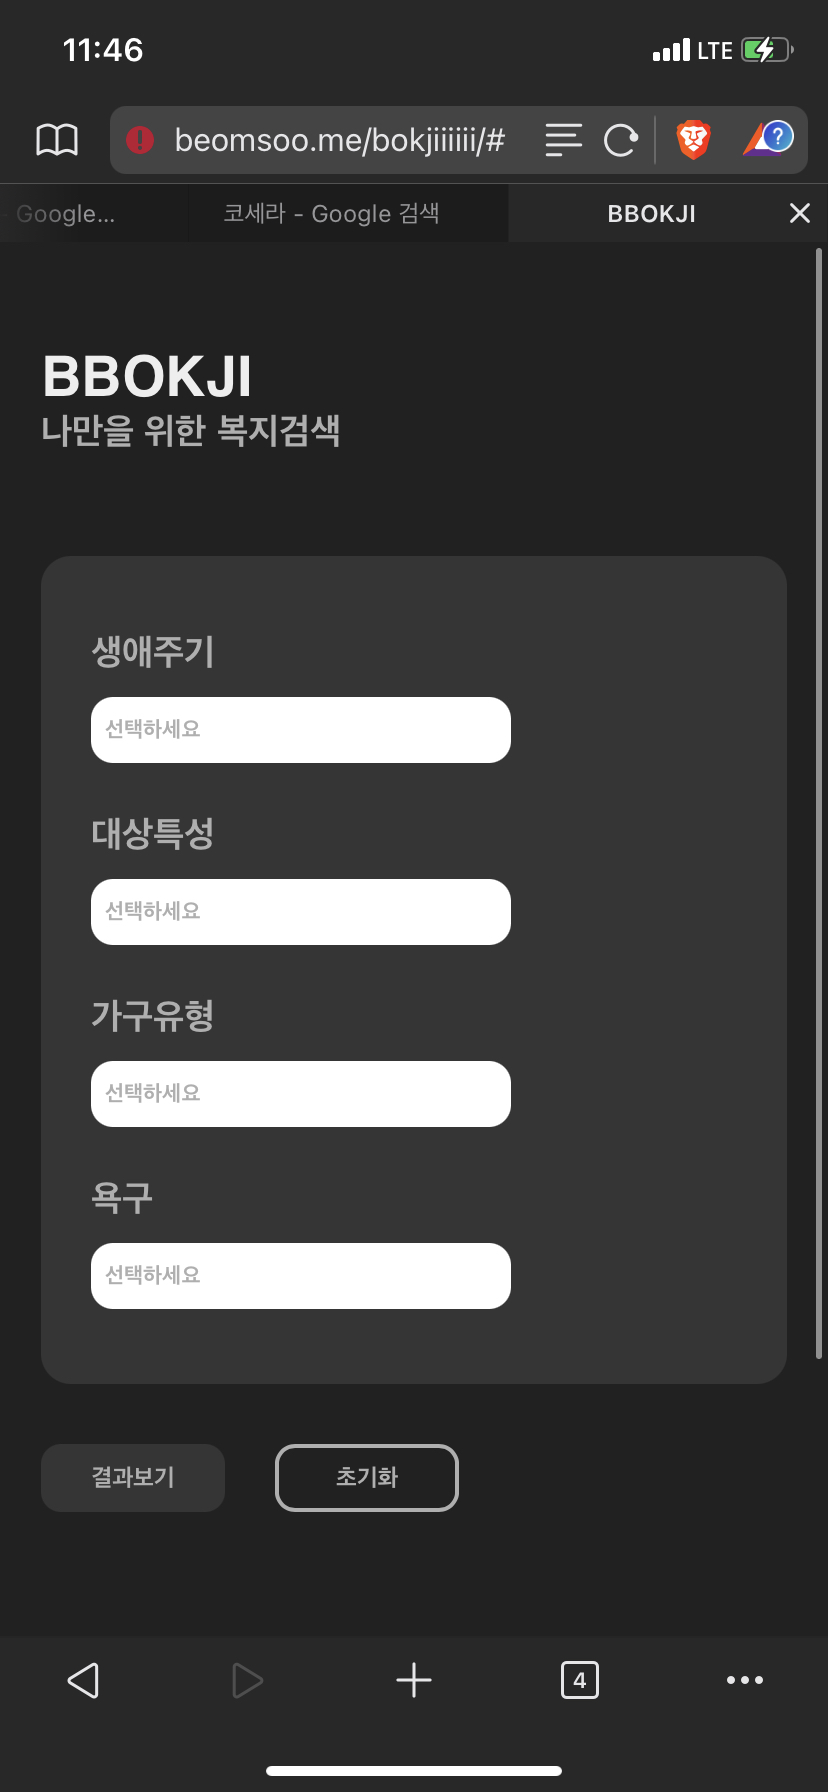 11:46
LTE
beomsoo.me/bokjiiiiii/#
- Google...
코세라 - Google 검색
BBOKJI
BBOKJI
나만을 위한 복지검색
생애주기
선택하세요
대상특성
선택하세요
가구유형
선택하세요
욕구
선택하세요
결과보기
초기화
4